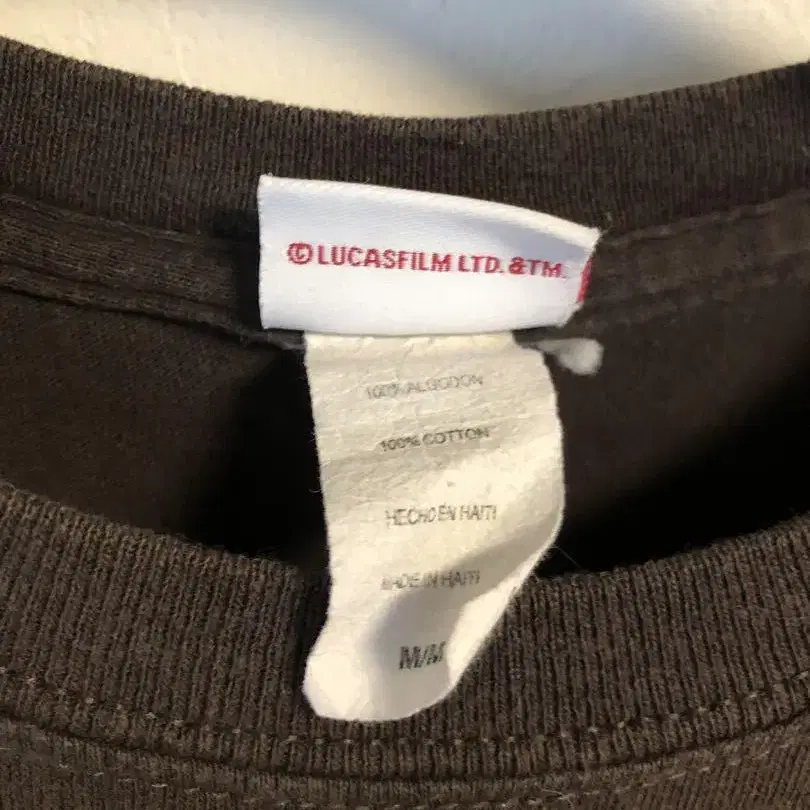 ©LUCASFILM LTD. &TM.
100% ALGODON
100% COTTON
HECHO EN HAITI
MADE IN HAITI
M/M